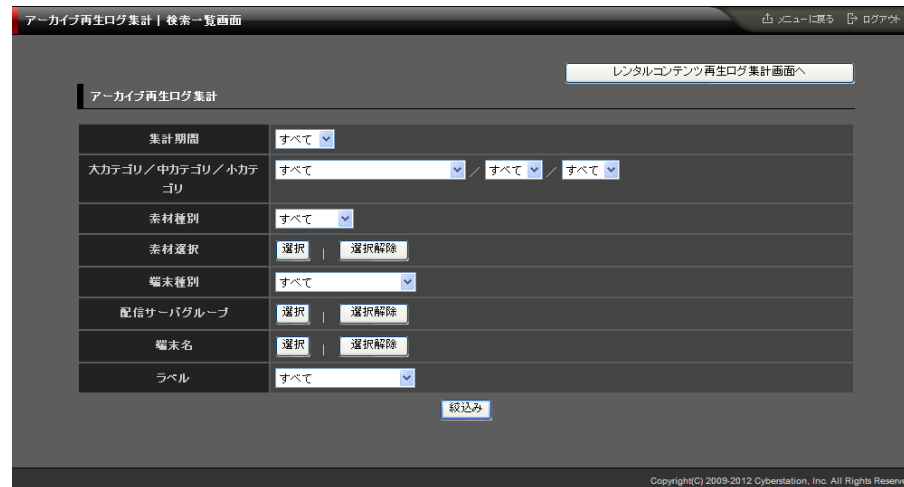 アーカイブ再生ログ集計 | 検索一覧画面
メニューに戻る ログアウト
レンタルコンテンツ再生ログ集計画面へ
アーカイブ再生ログ集計
集計期間 すべて
大カテゴリ／中カテゴリ／小カテ
ゴリ
すべて ／ すべて ／ すべて
素材種別 すべて
素材選択 選択 | 選択解除
端末種別 すべて
配信サーバグループ 選択 | 選択解除
端末名 選択 | 選択解除
ラベル すべて
絞込み
Copyright(C) 2009-2012 Cyberstation, Inc. All Rights Reserve